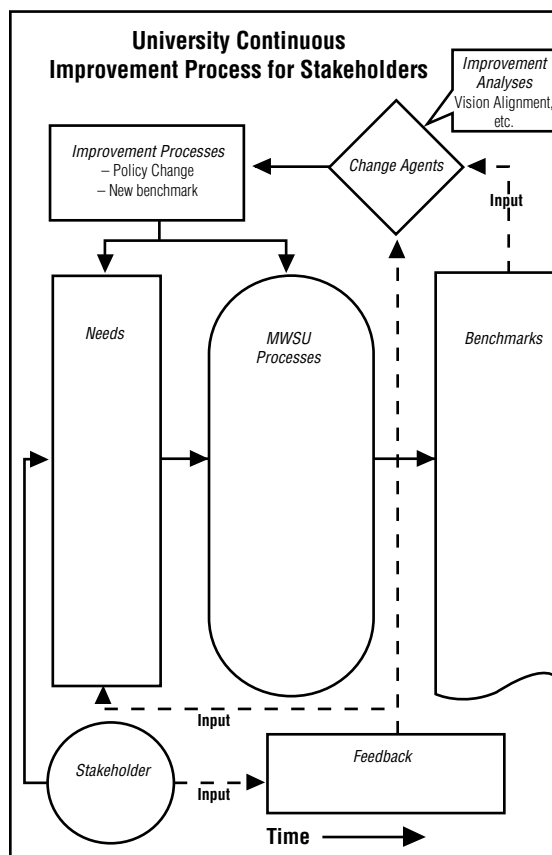 University Continuous
Improvement Process for Stakeholders
Improvement
Analyses
Vision Alignment,
etc.
Improvement Processes
– Policy Change
– New benchmark
Change Agents
Input
Needs
MWSU
Processes
Benchmarks
Input
Stakeholder
Input
Feedback
Time